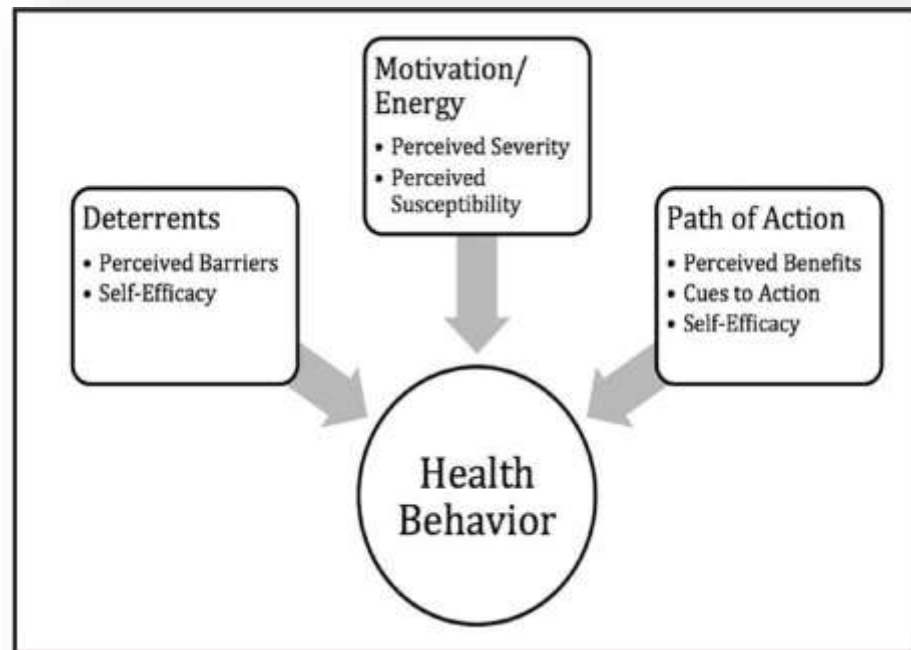 Motivation/
Energy
• Perceived Severity
• Perceived
Susceptibility
Deterrents
• Perceived Barriers
• Self-Efficacy
Path of Action
• Perceived Benefits
• Cues to Action
• Self-Efficacy
Health
Behavior